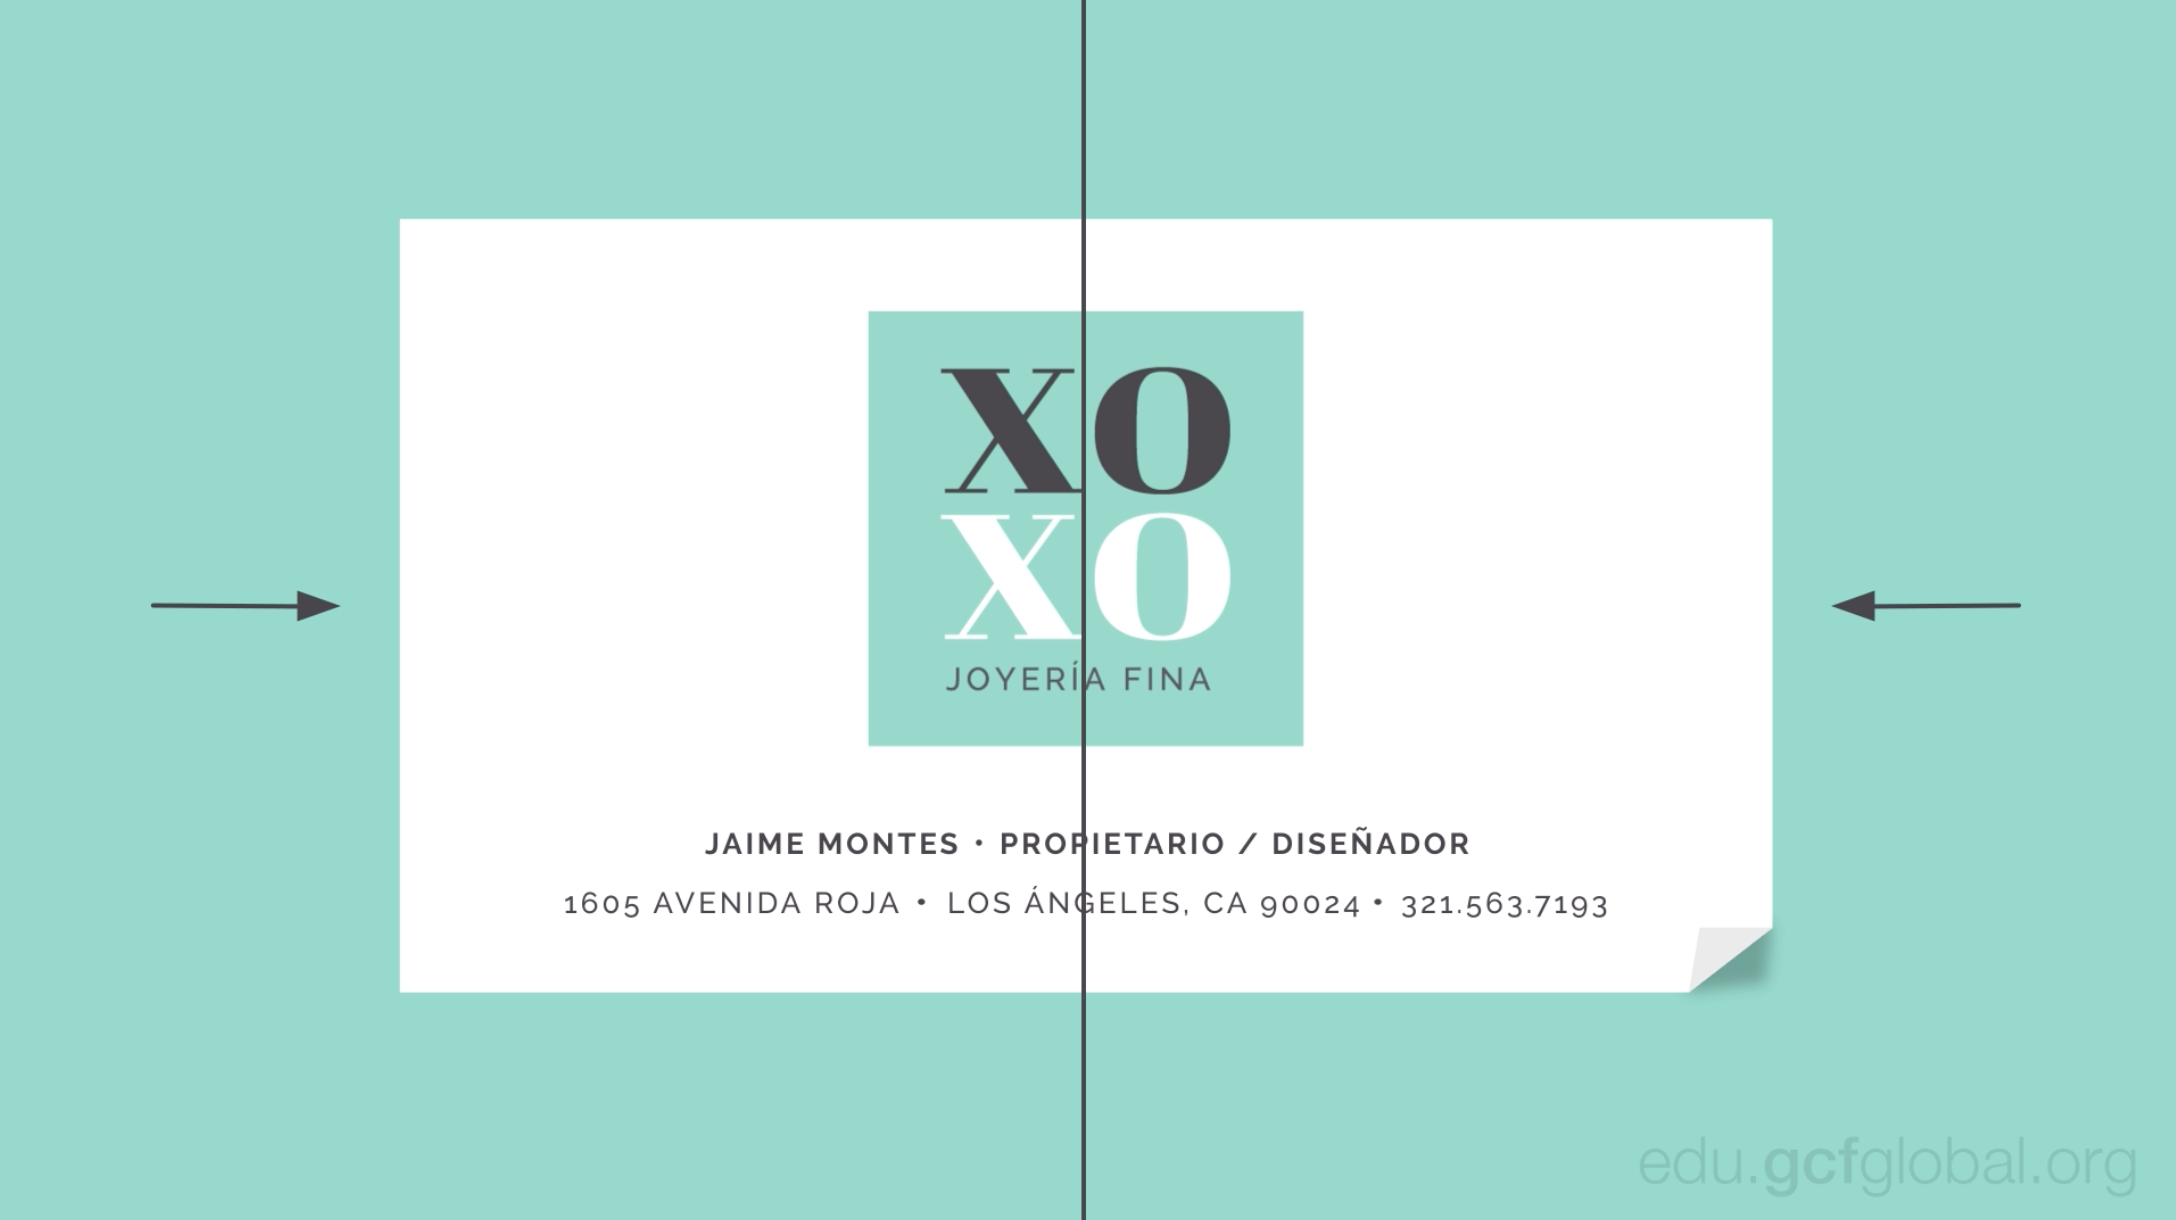 XO
XO
JOYERÍA FINA
JAIME MONTES • PROPIETARIO / DISEÑADOR
1605 AVENIDA ROJA • LOS ÁNGELES, CA 90024 • 321.563.7193
edu.gcfglobal.org